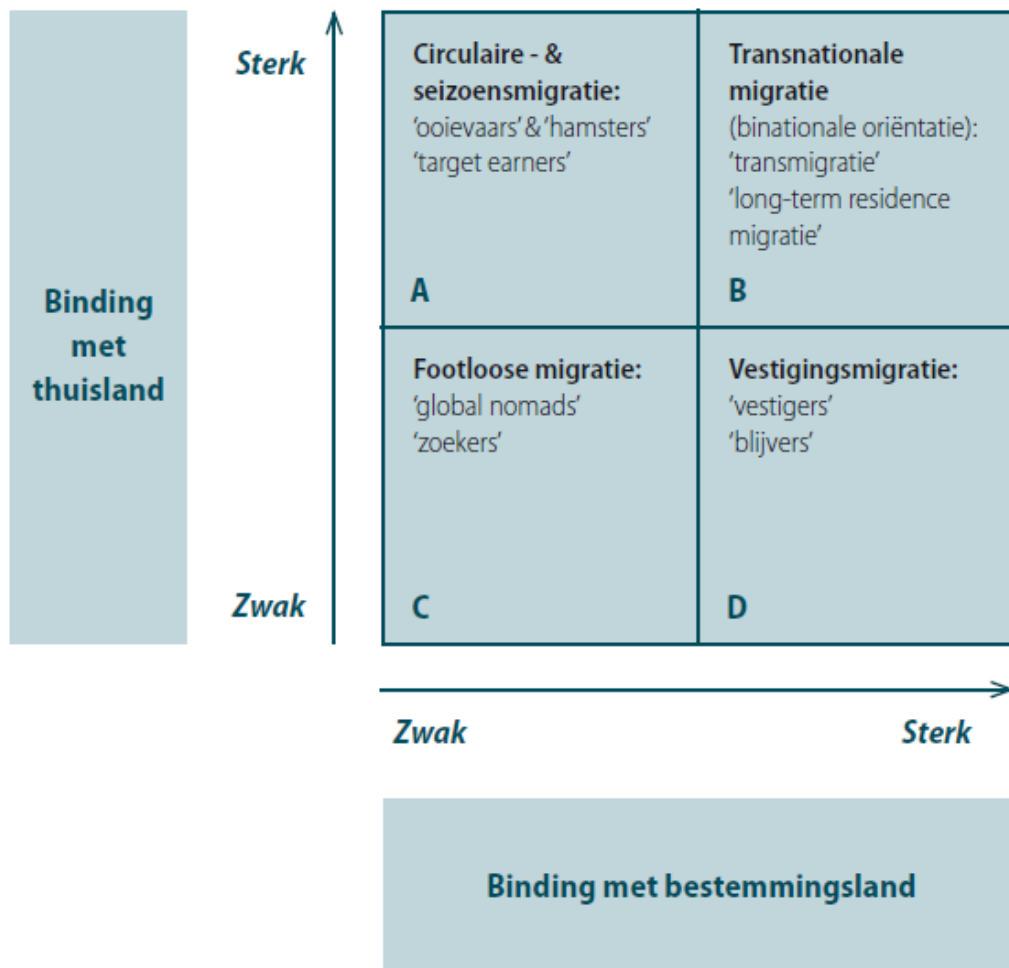 Sterk
Circulaire - &
seizoensmigratie:
‘ooievaars’ & ‘hamsters’
‘target earners’
A
Transnationale
migratie
(binationale oriëntatie):
‘transmigratie’
‘long-term residence
migratie’
B
Binding
met
thuisland
Footloose migratie:
‘global nomads’
‘zoekers’
C
Vestigingsmigratie:
‘vestigers’
‘blijvers’
D
Zwak
Zwak
Sterk
Binding met bestemmingsland